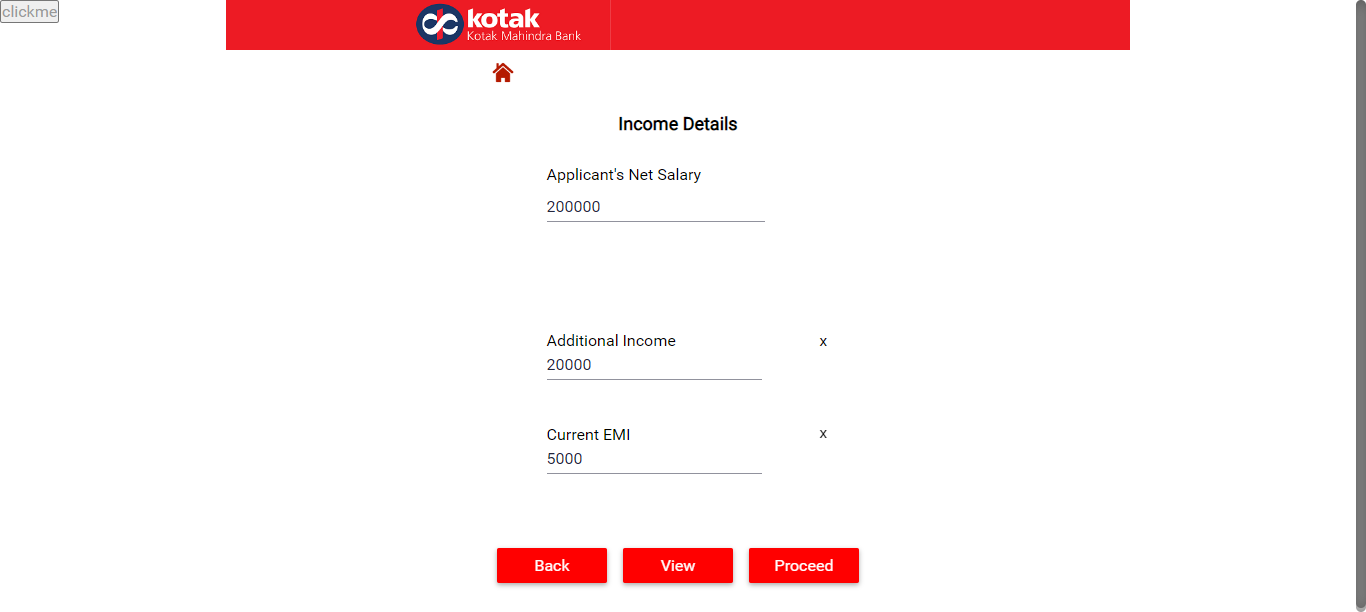 clickme
kotak
Kotak Mahindra Bank
Income Details
Applicant's Net Salary
200000
Additional Income x
20000
Current EMI x
5000
Back View Proceed